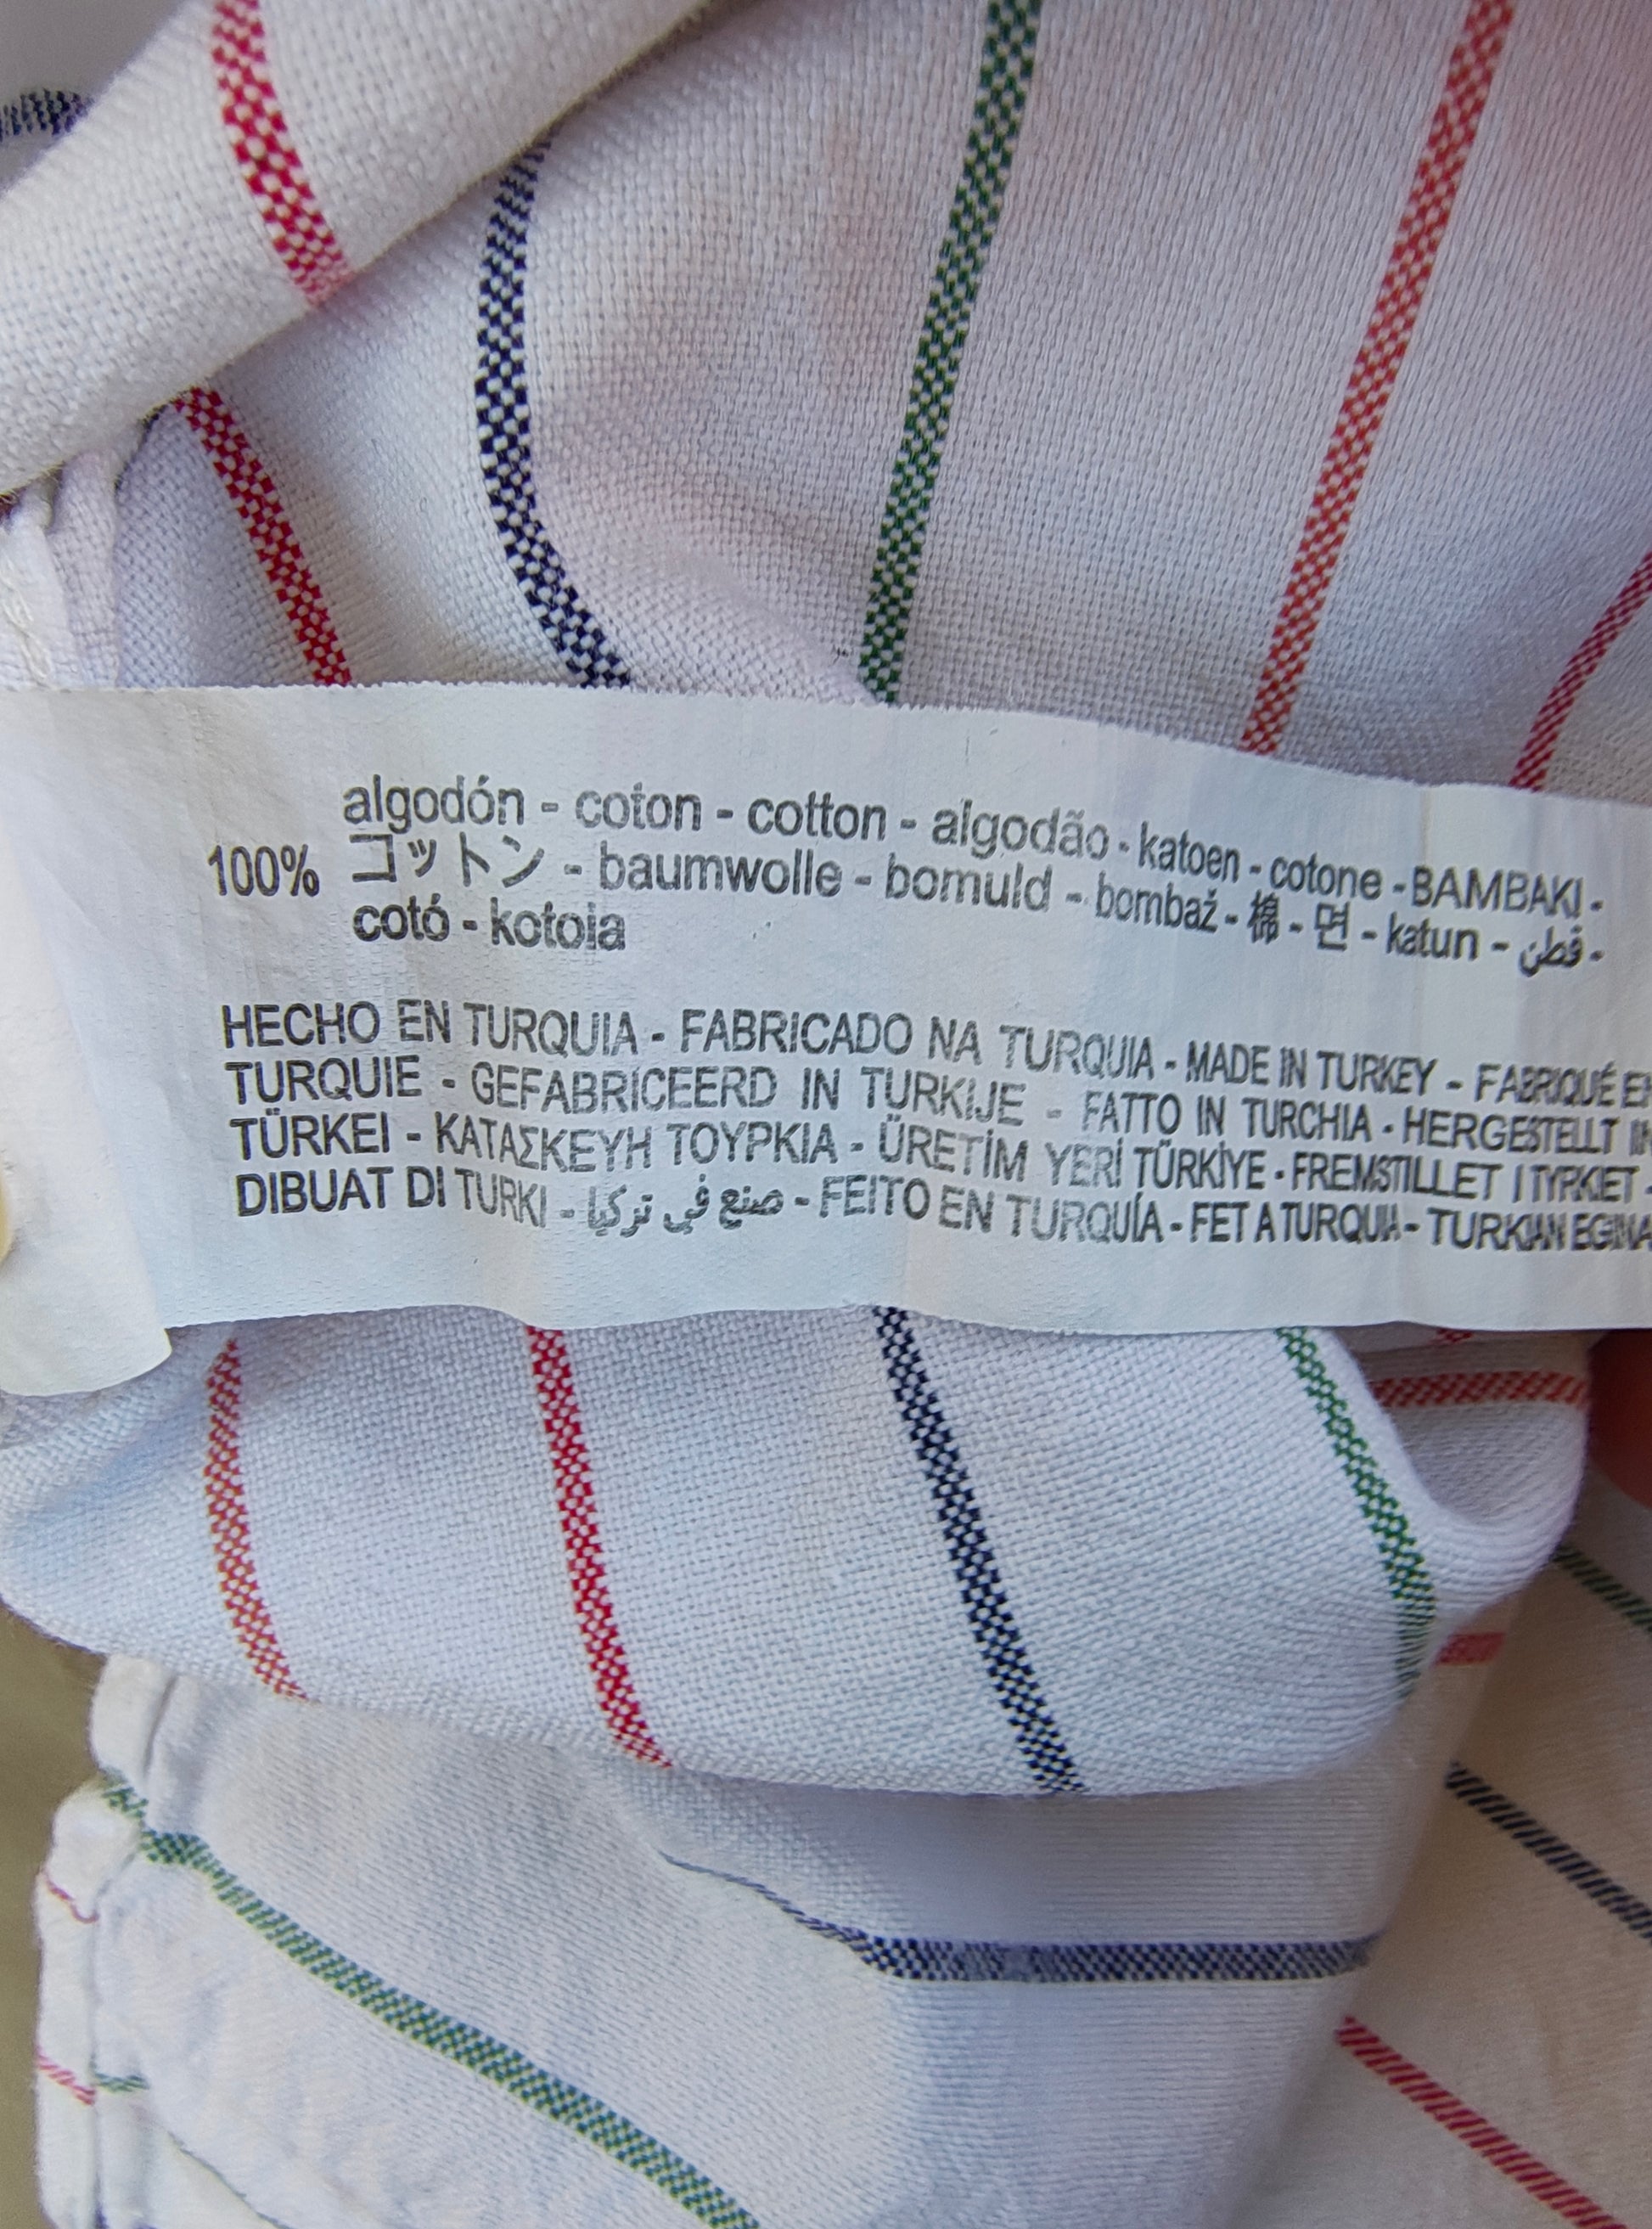 algodón - coton - cotton - algodão - katoen - cotone - BAMBAKI -
100% コットン - baumwolle - bomuld - bombaž - 棉 - 면 - katun - قطن -
cotó - kotoia
HECHO EN TURQUIA - FABRICADO NA TURQUIA - MADE IN TURKEY - FABRIQUÉ EN
TURQUIE - GEFABRICEERD IN TURKIJE - FATTO IN TURCHIA - HERGESTELLT IN
TÜRKEI - ΚΑΤΑΣΚΕΥΗ ΤΟΥΡΚΙΑ - ÜRETİM YERİ TÜRKİYE - FREMSTILLET I TYRKIET -
DIBUAT DI TURKI - صنع في تركيا - FEITO EN TURQUÍA - FET A TURQUIA - TURKIAN EGINA